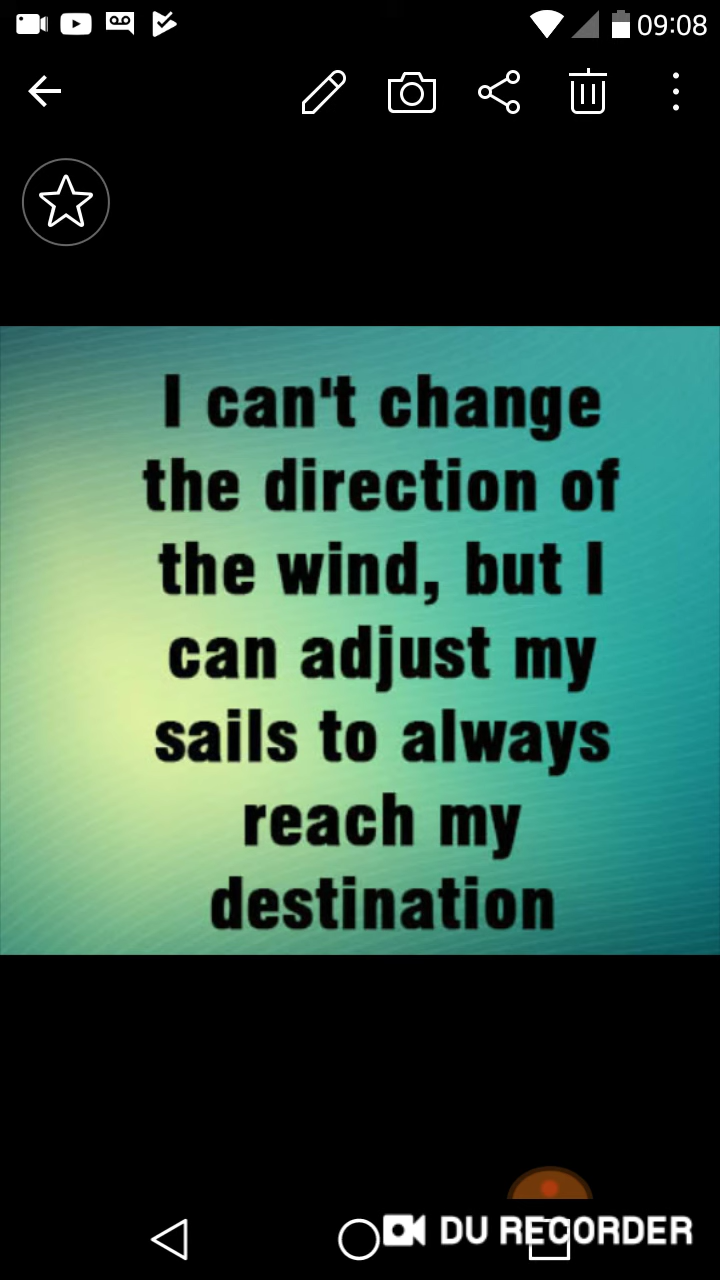 09:08
I can't change
the direction of
the wind, but I
can adjust my
sails to always
reach my
destination
DU RECORDER